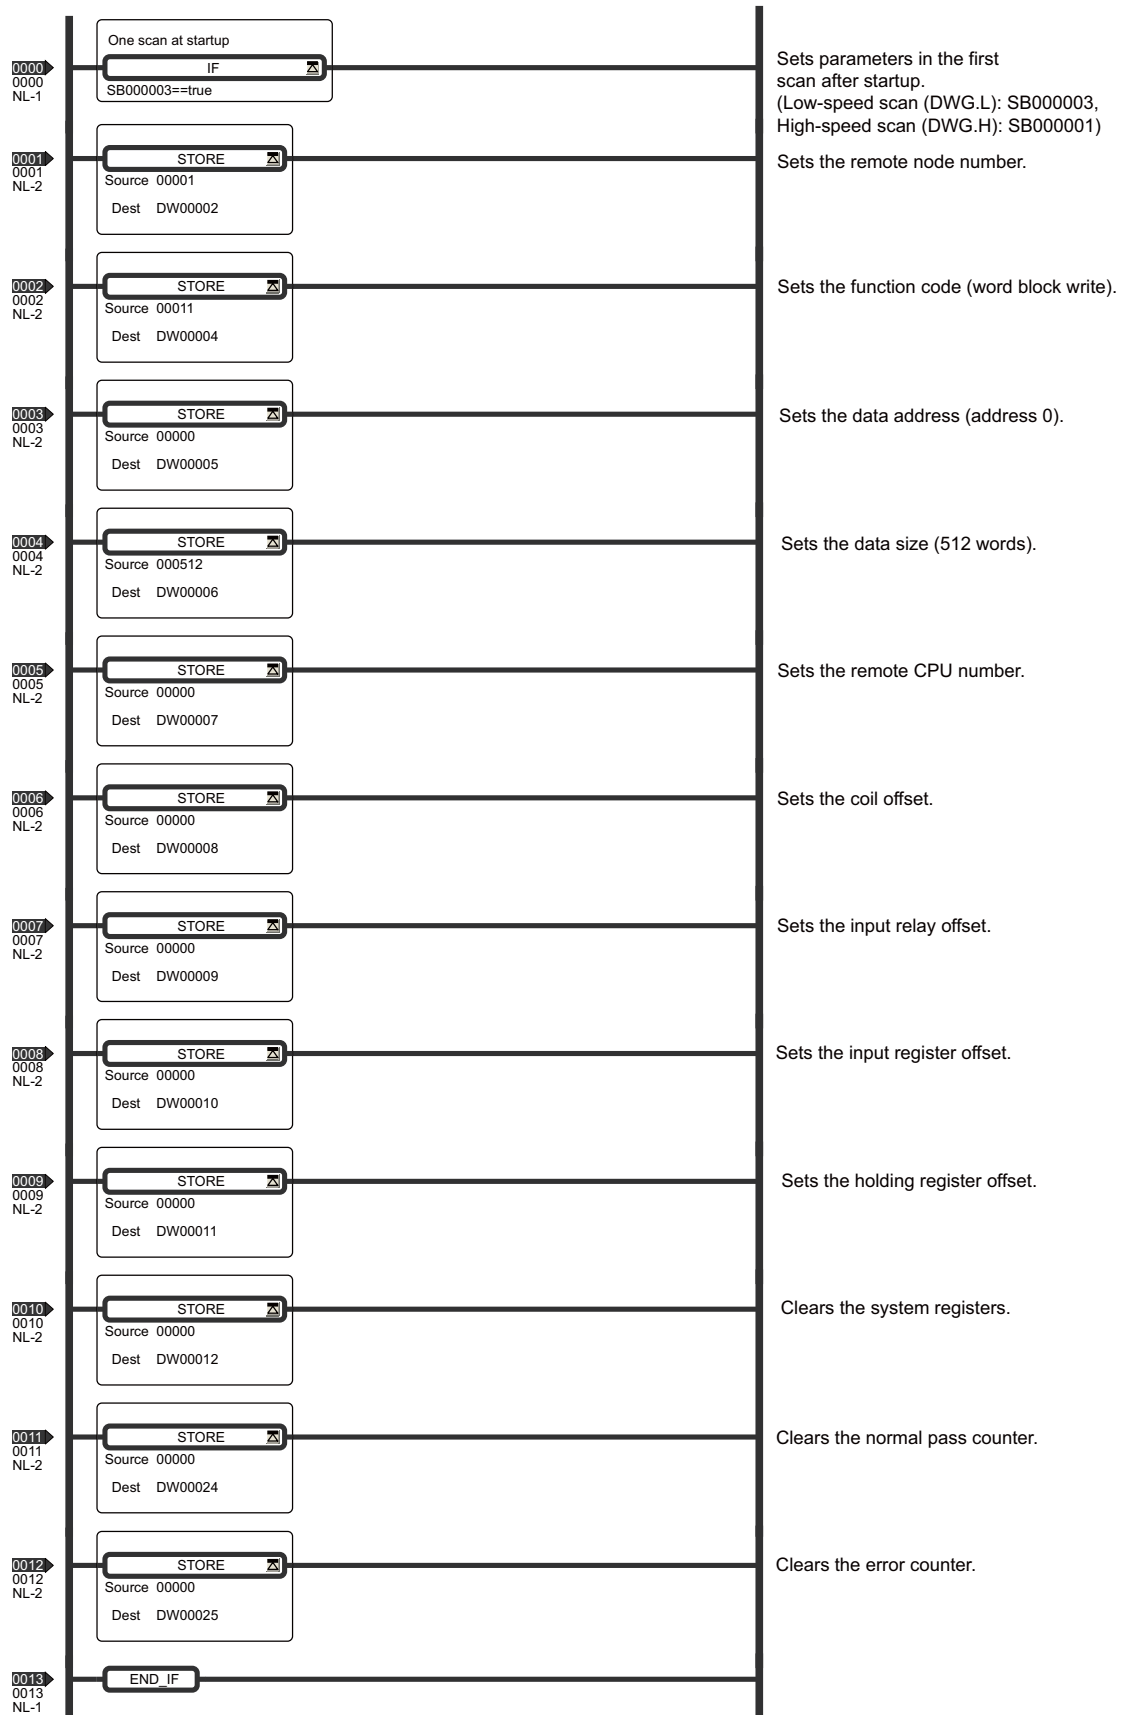 One scan at startup
0000
0000
NL-1
IF
SB000003==true
Sets parameters in the first
scan after startup.
(Low-speed scan (DWG.L): SB000003,
High-speed scan (DWG.H): SB000001)
0001
0001
NL-2
STORE
Source 00001
Dest DW00002
Sets the remote node number.
0002
0002
NL-2
STORE
Source 00011
Dest DW00004
Sets the function code (word block write).
0003
0003
NL-2
STORE
Source 00000
Dest DW00005
Sets the data address (address 0).
0004
0004
NL-2
STORE
Source 000512
Dest DW00006
Sets the data size (512 words).
0005
0005
NL-2
STORE
Source 00000
Dest DW00007
Sets the remote CPU number.
0006
0006
NL-2
STORE
Source 00000
Dest DW00008
Sets the coil offset.
0007
0007
NL-2
STORE
Source 00000
Dest DW00009
Sets the input relay offset.
0008
0008
NL-2
STORE
Source 00000
Dest DW00010
Sets the input register offset.
0009
0009
NL-2
STORE
Source 00000
Dest DW00011
Sets the holding register offset.
0010
0010
NL-2
STORE
Source 00000
Dest DW00012
Clears the system registers.
0011
0011
NL-2
STORE
Source 00000
Dest DW00024
Clears the normal pass counter.
0012
0012
NL-2
STORE
Source 00000
Dest DW00025
Clears the error counter.
0013
0013
NL-1
END_IF